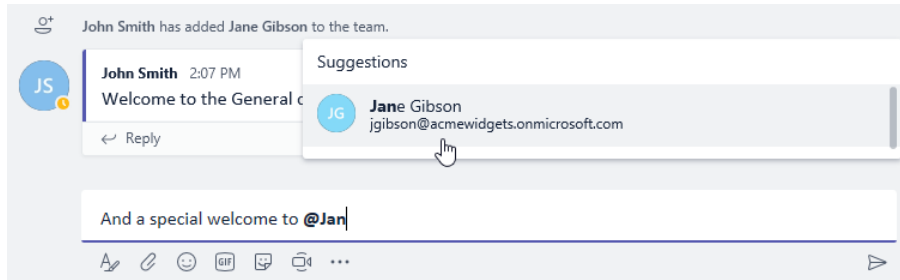 John Smith has added Jane Gibson to the team.
JS
John Smith 2:07 PM
Welcome to the General
Reply
Suggestions
JG
Jane Gibson
jgibson@acmewidgets.onmicrosoft.com
And a special welcome to @Jan
GIF